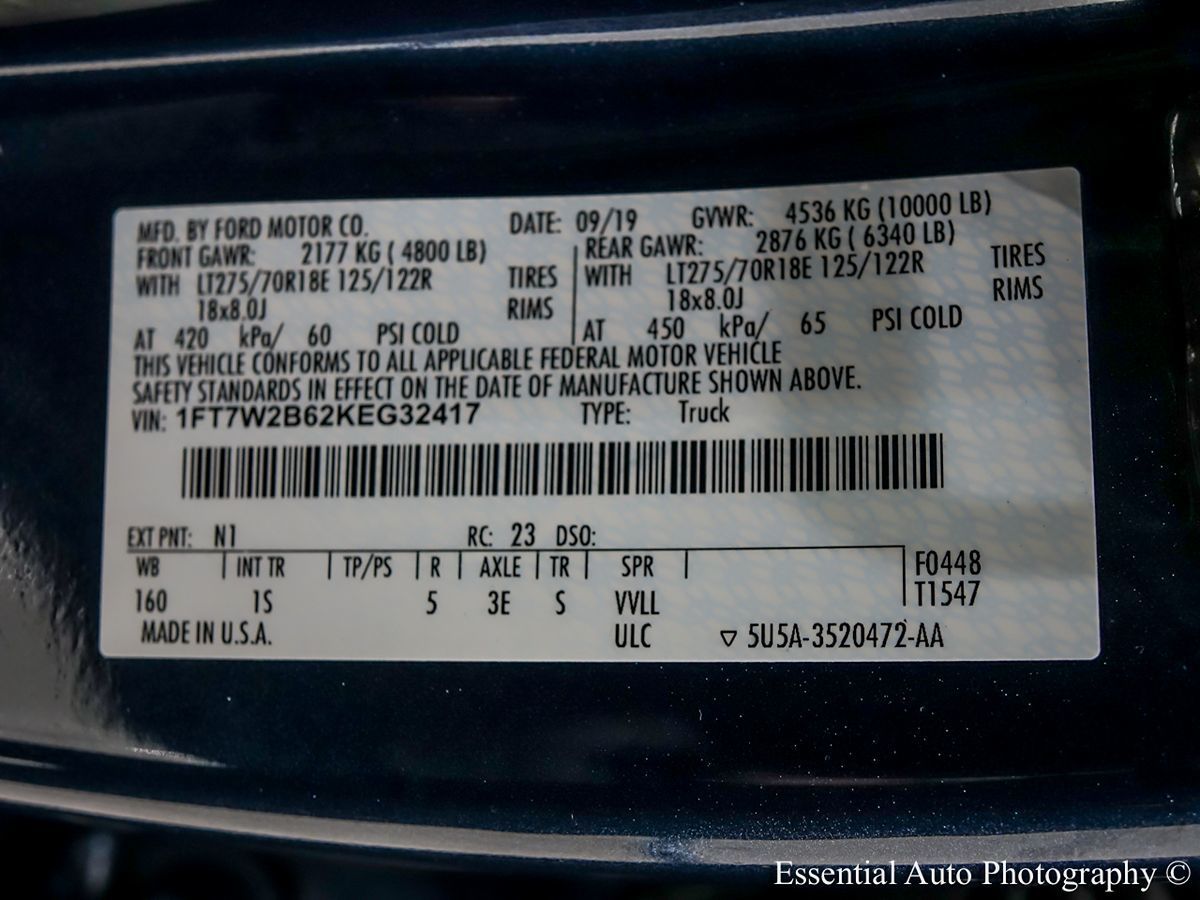 MFD. BY FORD MOTOR CO. DATE: 09/19 GVWR: 4536 KG (10000 LB)
FRONT GAWR: 2177 KG ( 4800 LB) REAR GAWR: 2876 KG ( 6340 LB)
WITH LT275/70R18E 125/122R TIRES WITH LT275/70R18E 125/122R TIRES
18x8.0J RIMS 18x8.0J RIMS
AT 420 kPa/ 60 PSI COLD AT 450 kPa/ 65 PSI COLD
THIS VEHICLE CONFORMS TO ALL APPLICABLE FEDERAL MOTOR VEHICLE
SAFETY STANDARDS IN EFFECT ON THE DATE OF MANUFACTURE SHOWN ABOVE.
VIN: 1FT7W2B62KEG32417 TYPE: Truck
EXT PNT: N1 RC: 23 DSO:
WB INT TR TP/PS R AXLE TR SPR F0448
160 1S 5 3E S VVLL T1547
MADE IN U.S.A. ULC ▽ 5U5A-3520472-AA
Essential Auto Photography ©